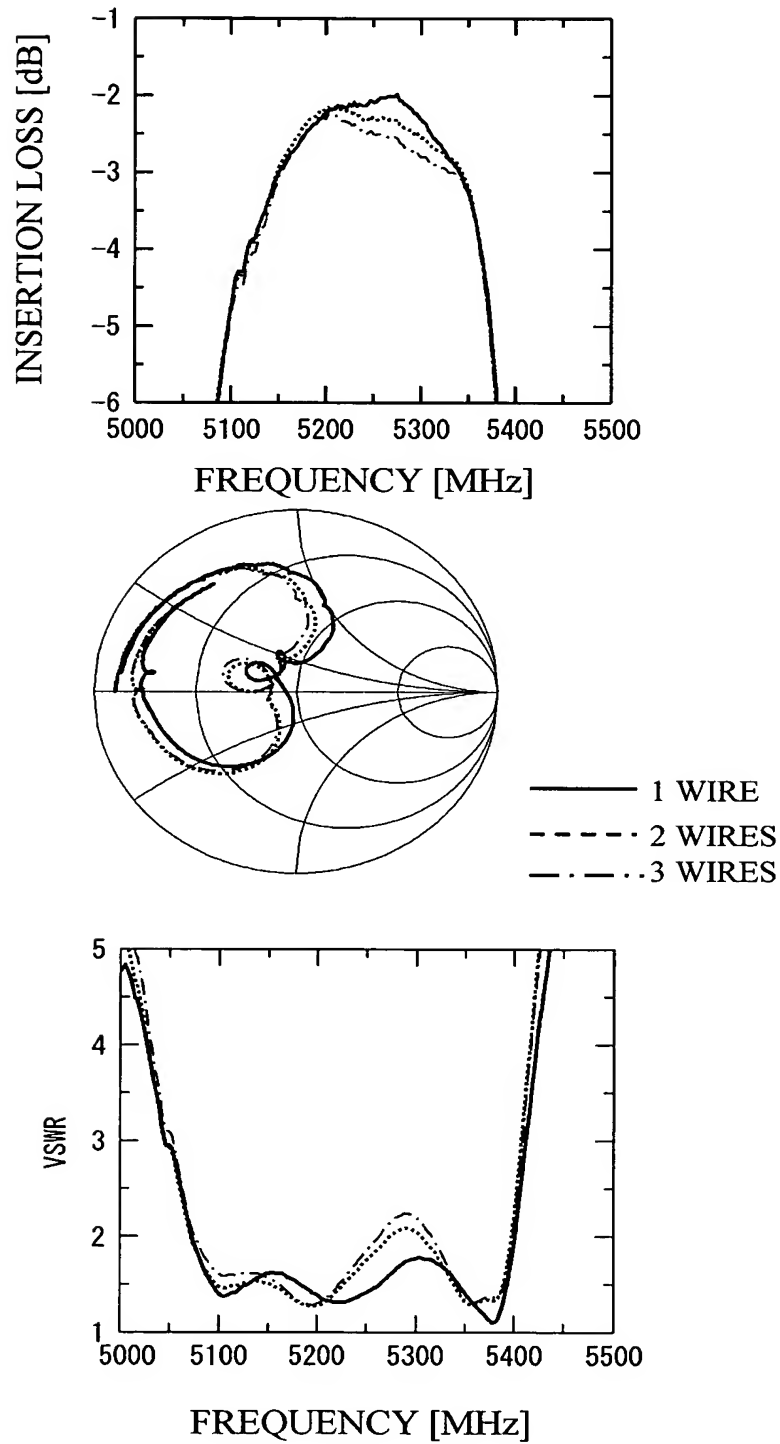 INSERTION LOSS [dB]
-1
-2
-3
-4
-5
-6
5000 5100 5200 5300 5400 5500
FREQUENCY [MHz]
1 WIRE
2 WIRES
3 WIRES
VSWR
5
4
3
2
1
5000 5100 5200 5300 5400 5500
FREQUENCY [MHz]